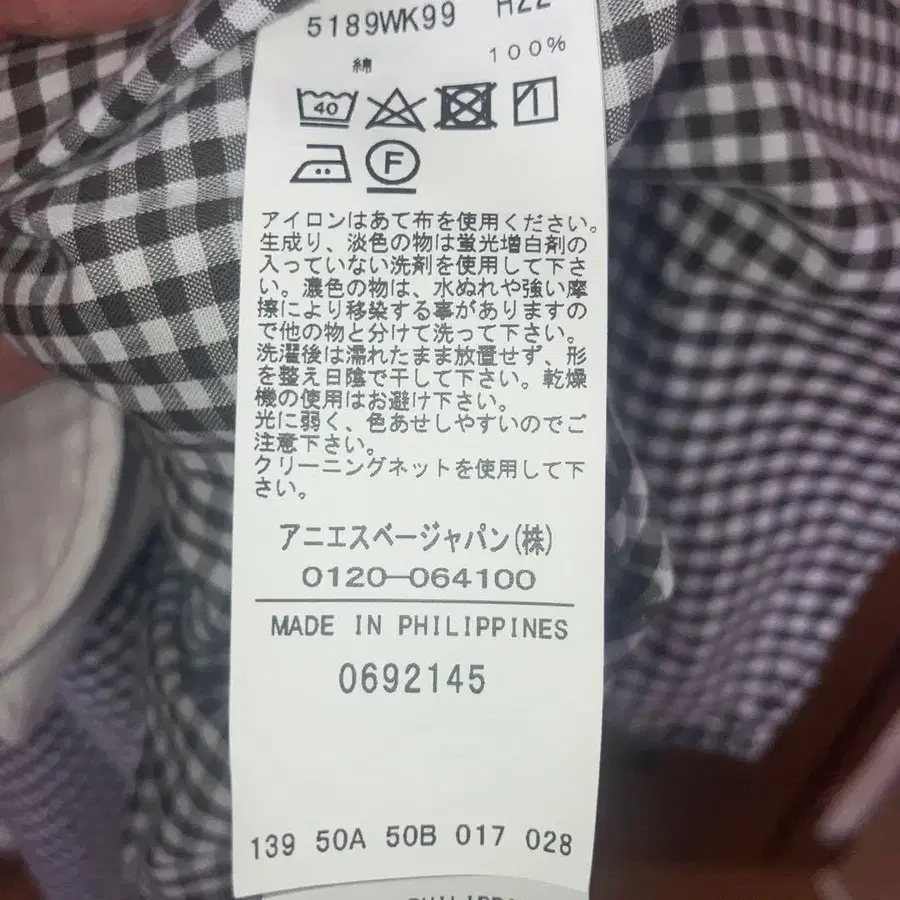 5189WK99 H22
綿 100%
40
F
アイロンはあて布を使用ください。
生成り、淡色の物は蛍光増白剤の
入っていない洗剤を使用して下さ
い。濃色の物は、水ぬれや強い摩
擦により移染する事がありますの
で他の物と分けて洗って下さい。
洗濯後は濡れたまま放置せず、形
を整え日陰で干して下さい。乾燥
機の使用はお避け下さい。
光に弱く、色あせしやすいのでご
注意下さい。
クリーニングネットを使用して下
さい。
アニエスベージャパン(株)
0120-064100
MADE IN PHILIPPINES
0692145
139 50A 50B 017 028